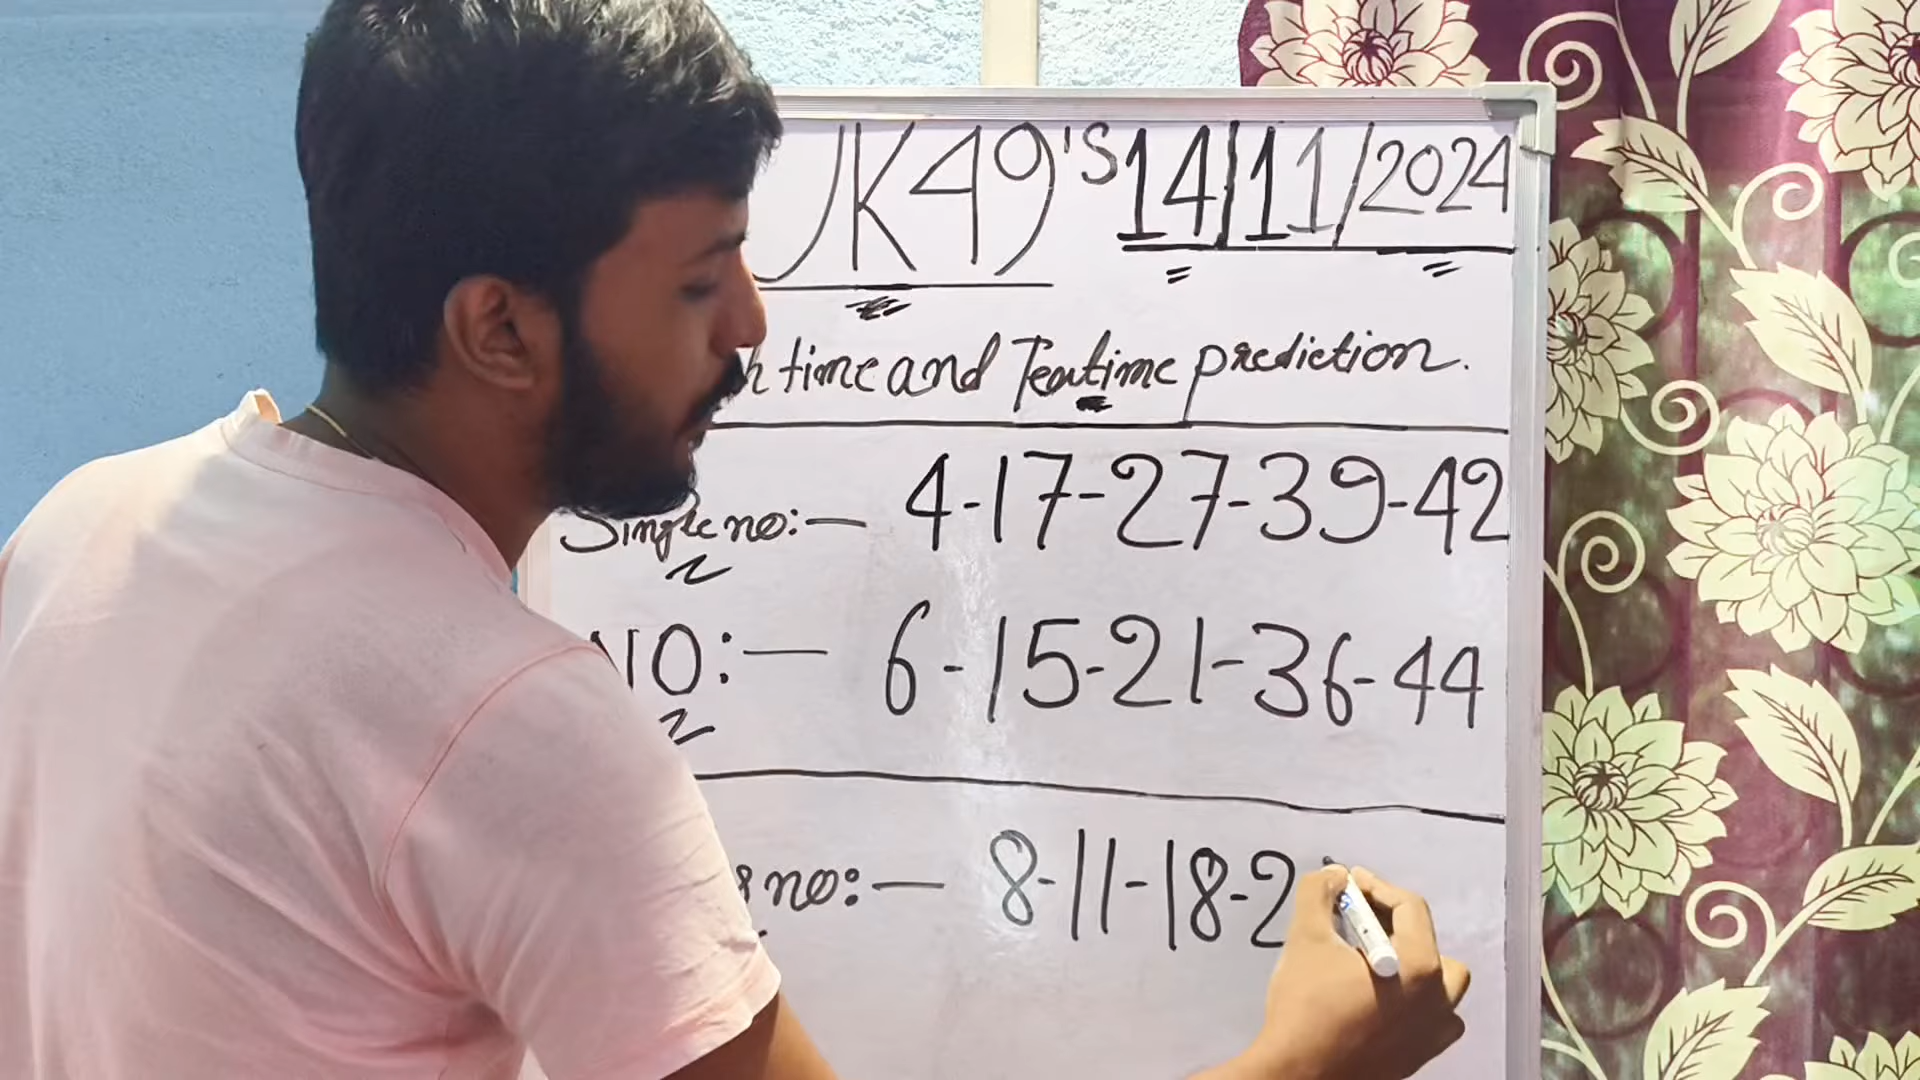 UK49's 14/11/2024
time and Teatime prediction.
Single no:— 4-17-27-39-42
NO:— 6-15-21-36-44
no:— 8-11-18-2